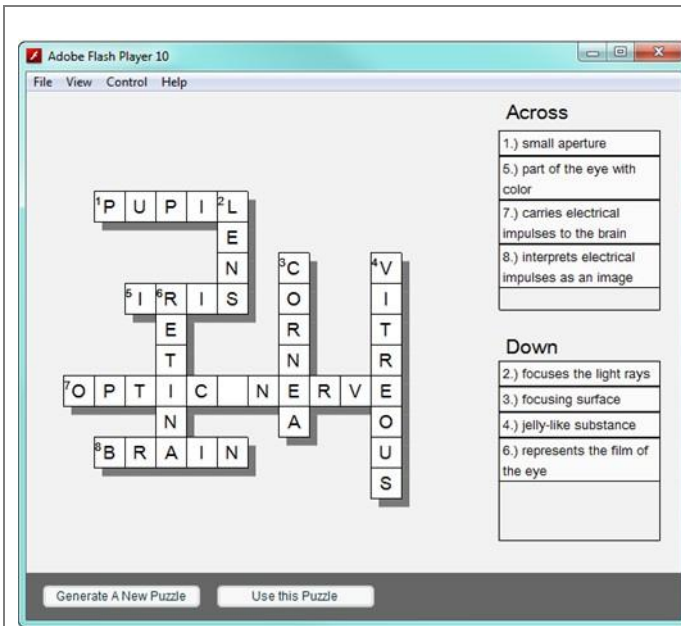 Adobe Flash Player 10
File View Control Help
Across
1.) small aperture
5.) part of the eye with
color
7.) carries electrical
impulses to the brain
8.) interprets electrical
impulses as an image
Down
2.) focuses the light rays
3.) focusing surface
4.) jelly-like substance
6.) represents the film of
the eye
1 P U P I 2 L
E
N 3 C 4 V
5 I 6 R I S O I
E R T
T N R
7 O P T I C N E R V E
N A O
8 B R A I N U
S
Generate A New Puzzle Use this Puzzle